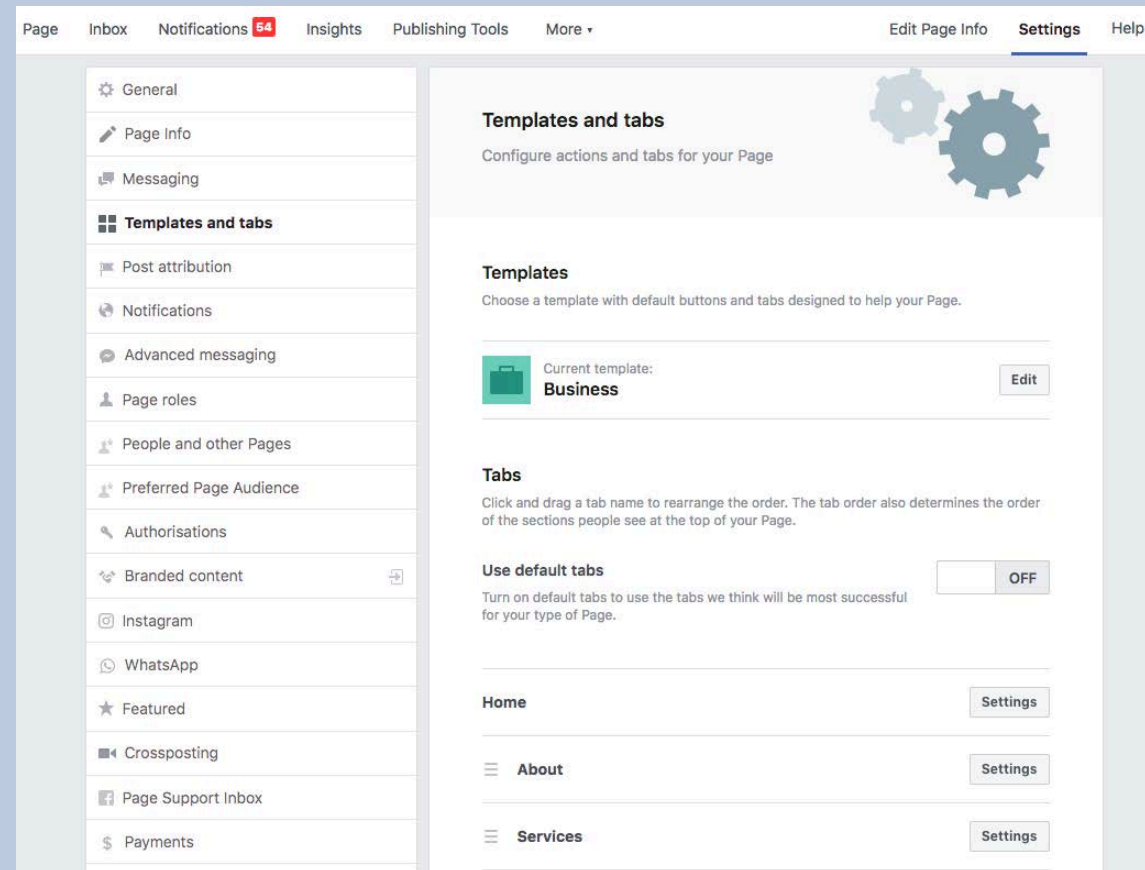 Page Inbox Notifications 54 Insights Publishing Tools More Edit Page Info Settings Help
General
Page Info
Messaging
Templates and tabs
Post attribution
Notifications
Advanced messaging
Page roles
People and other Pages
Preferred Page Audience
Authorisations
Branded content
Instagram
WhatsApp
Featured
Crossposting
Page Support Inbox
$ Payments
Templates and tabs
Configure actions and tabs for your Page
Templates
Choose a template with default buttons and tabs designed to help your Page.
Current template:
Business
Edit
Tabs
Click and drag a tab name to rearrange the order. The tab order also determines the order
of the sections people see at the top of your Page.
Use default tabs
OFF
Turn on default tabs to use the tabs we think will be most successful
for your type of Page.
Home Settings
About Settings
Services Settings